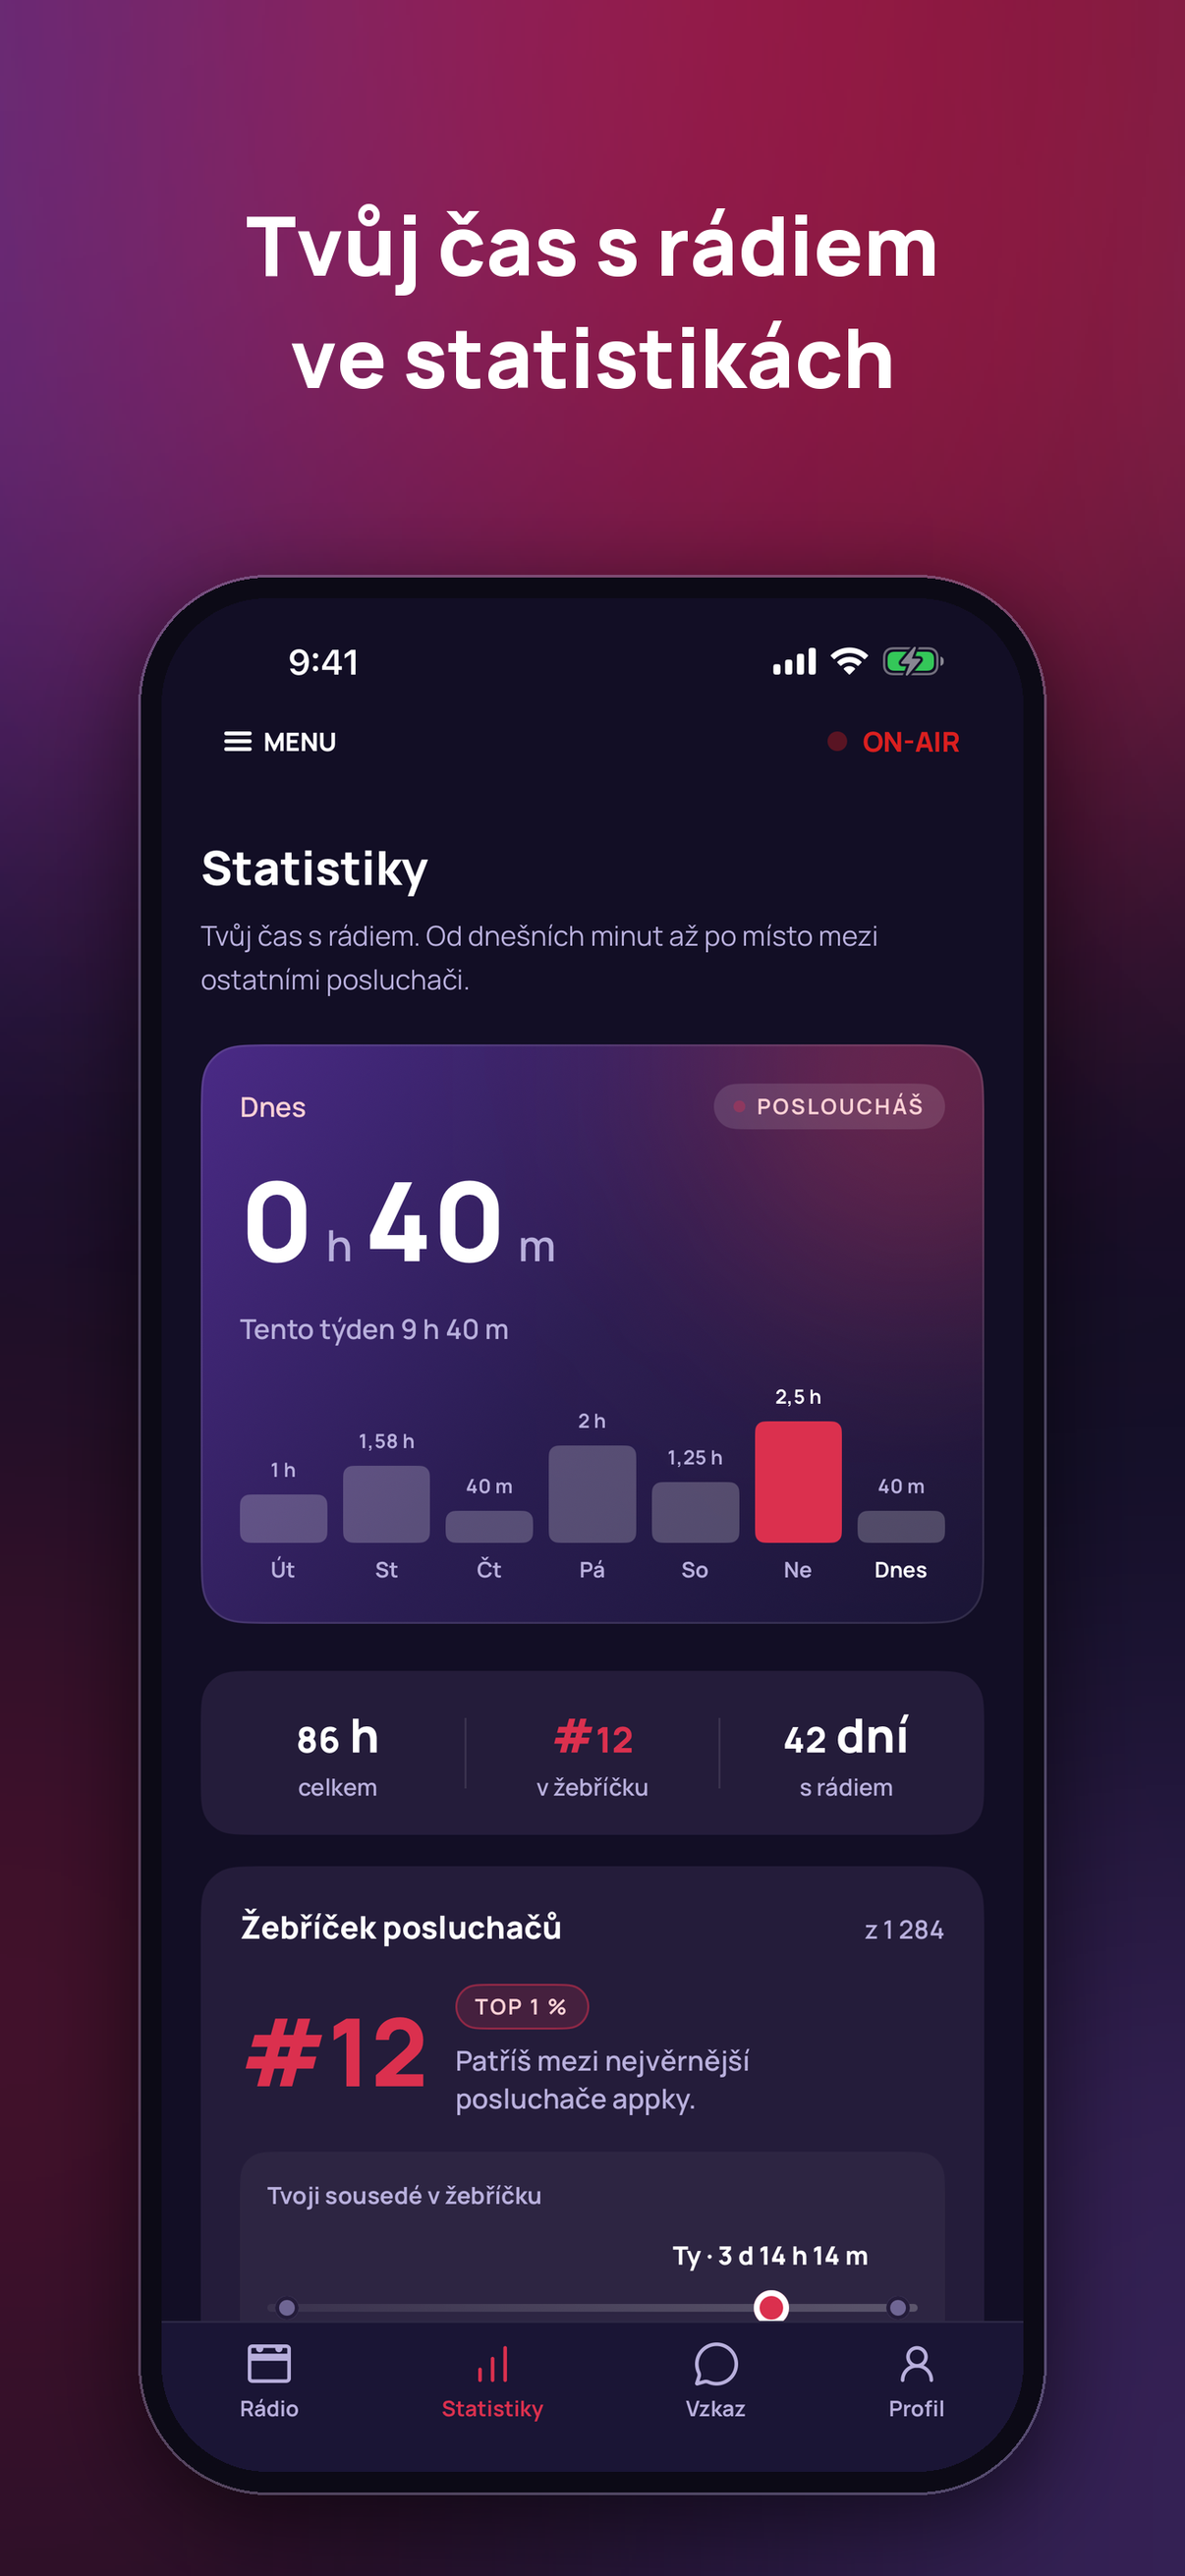 Tvůj čas s rádiem
ve statistikách
9:41
MENU
ON-AIR
Statistiky
Tvůj čas s rádiem. Od dnešních minut až po místo mezi
ostatními posluchači.
Dnes
POSLOUCHÁŠ
0 h 40 m
Tento týden 9 h 40 m
1 h
1,58 h
40 m
2 h
1,25 h
2,5 h
40 m
Út
St
Čt
Pá
So
Ne
Dnes
86 h
celkem
#12
v žebříčku
42 dní
s rádiem
Žebříček posluchačů
z 1 284
#12
TOP 1 %
Patříš mezi nejvěrnější
posluchače appky.
Tvoji sousedé v žebříčku
Ty · 3 d 14 h 14 m
Rádio
Statistiky
Vzkaz
Profil